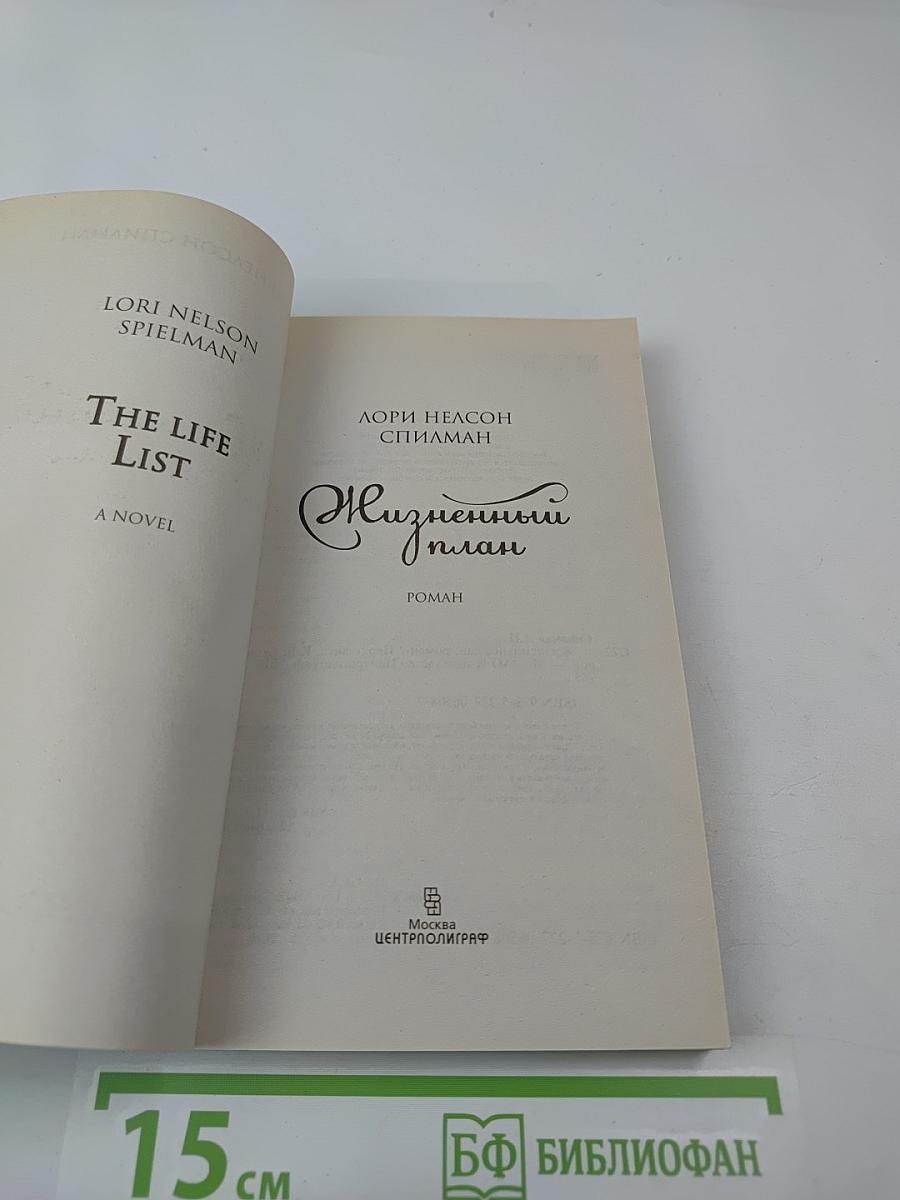 LORI NELSON
SPIELMAN
THE LIFE
LIST
A NOVEL
ЛОРИ НЕЛСОН
СПИЛМАН
Жизненный
план
РОМАН
Москва
ЦЕНТРПОЛИГРАФ
15 см
БФ БИБЛИОФАН